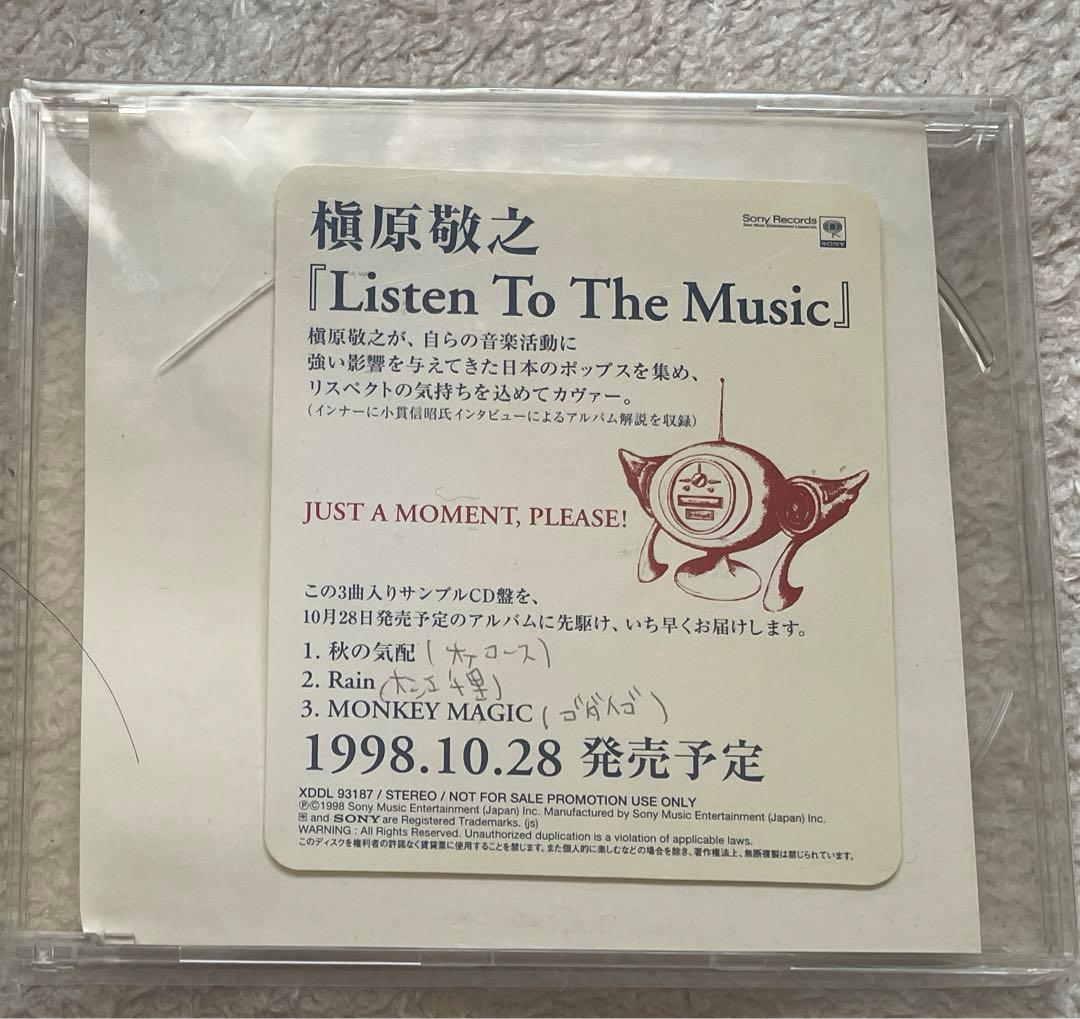 槇原敬之
Sony Records
SONY
『Listen To The Music』
槇原敬之が、自らの音楽活動に
強い影響を与えてきた日本のポップスを集め、
リスペクトの気持ちを込めてカヴァー。
（インナーに小貫信昭氏インタビューによるアルバム解説を収録）
JUST A MOMENT, PLEASE!
この3曲入りサンプルCD盤を、
10月28日発売予定のアルバムに先駆け、いち早くお届けします。
1. 秋の気配 (オフコース)
2. Rain (大江千里)
3. MONKEY MAGIC (ゴダイゴ)
1998.10.28 発売予定
XDDL 93187 / STEREO / NOT FOR SALE PROMOTION USE ONLY
Ⓟ©1998 Sony Music Entertainment (Japan) Inc. Manufactured by Sony Music Entertainment (Japan) Inc.
and SONY are Registered Trademarks. (js)
WARNING : All Rights Reserved. Unauthorized duplication is a violation of applicable laws.
このディスクを権利者の許諾なく賃貸業に使用することを禁じます。また個人的に楽しむなどの場合を除き、著作権法上、無断複製は禁じられています。